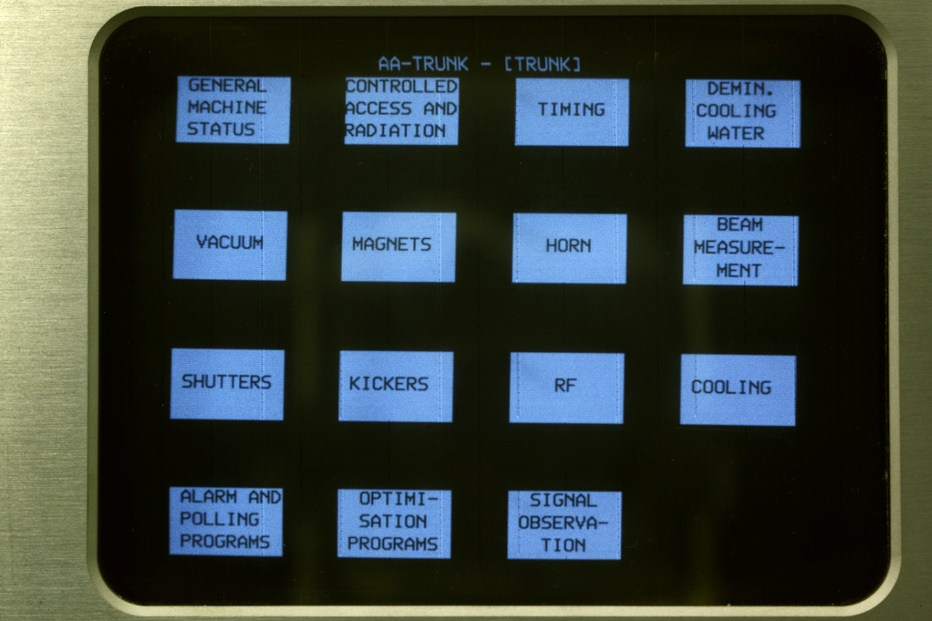 AA-TRUNK - [TRUNK]
GENERAL
MACHINE
STATUS
CONTROLLED
ACCESS AND
RADIATION
TIMING
DEMIN.
COOLING
WATER
VACUUM
MAGNETS
HORN
BEAM
MEASURE-
MENT
SHUTTERS
KICKERS
RF
COOLING
ALARM AND
POLLING
PROGRAMS
OPTIMI-
SATION
PROGRAMS
SIGNAL
OBSERVA-
TION